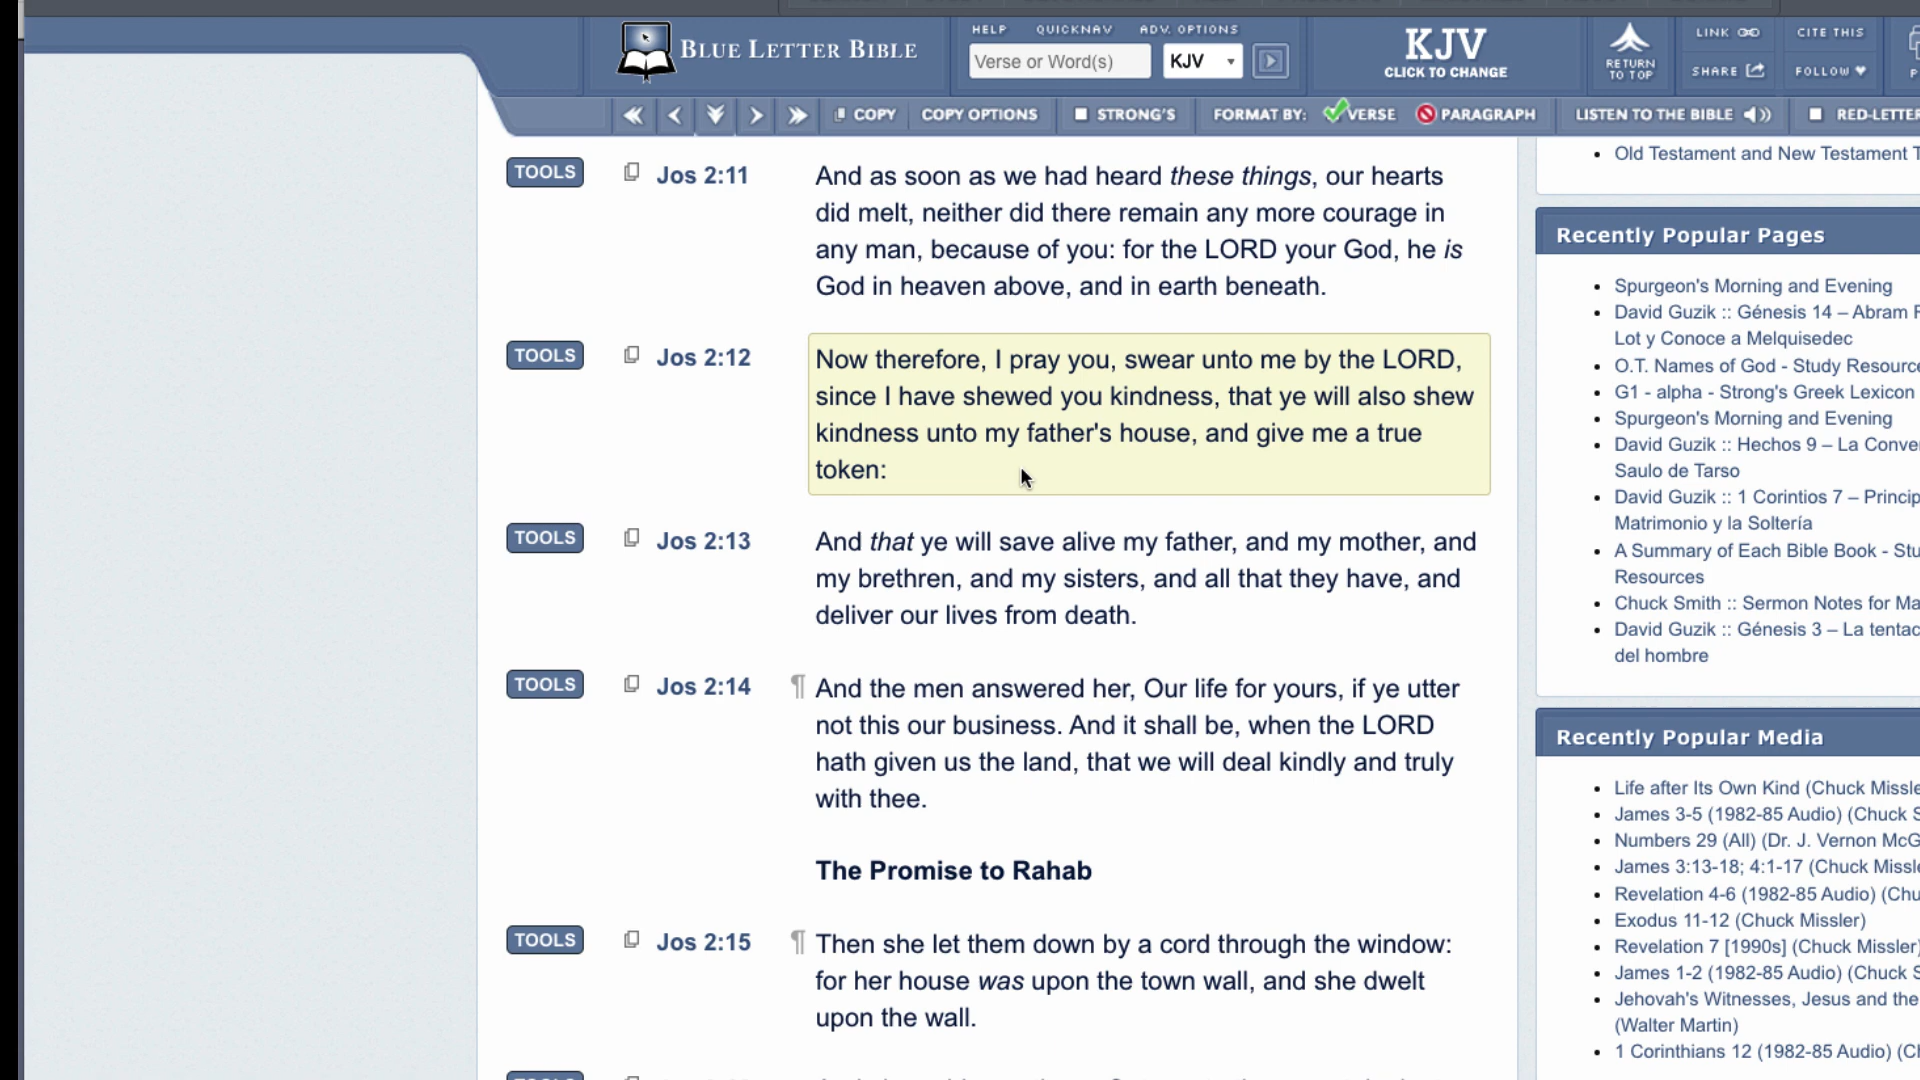 HELP QUICKNAV ADV. OPTIONS
BLUE LETTER BIBLE
Verse or Word(s)
KJV
KJV
CLICK TO CHANGE
RETURN
TO TOP
LINK
SHARE
CITE THIS
FOLLOW
COPY
COPY OPTIONS
STRONG'S
FORMAT BY:
VERSE
PARAGRAPH
LISTEN TO THE BIBLE
RED-LETTER
TOOLS
Jos 2:11
And as soon as we had heard these things, our hearts
did melt, neither did there remain any more courage in
any man, because of you: for the LORD your God, he is
God in heaven above, and in earth beneath.
TOOLS
Jos 2:12
Now therefore, I pray you, swear unto me by the LORD,
since I have shewed you kindness, that ye will also shew
kindness unto my father's house, and give me a true
token:
TOOLS
Jos 2:13
And that ye will save alive my father, and my mother, and
my brethren, and my sisters, and all that they have, and
deliver our lives from death.
TOOLS
Jos 2:14
¶ And the men answered her, Our life for yours, if ye utter
not this our business. And it shall be, when the LORD
hath given us the land, that we will deal kindly and truly
with thee.
The Promise to Rahab
TOOLS
Jos 2:15
¶ Then she let them down by a cord through the window:
for her house was upon the town wall, and she dwelt
upon the wall.
Old Testament and New Testament T
Recently Popular Pages
Spurgeon's Morning and Evening
David Guzik :: Génesis 14 – Abram
Lot y Conoce a Melquisedec
O.T. Names of God - Study Resource
G1 - alpha - Strong's Greek Lexicon
Spurgeon's Morning and Evening
David Guzik :: Hechos 9 – La Conver
Saulo de Tarso
David Guzik :: 1 Corintios 7 – Princip
Matrimonio y la Soltería
A Summary of Each Bible Book - Stu
Resources
Chuck Smith :: Sermon Notes for Ma
David Guzik :: Génesis 3 – La tentac
del hombre
Recently Popular Media
Life after Its Own Kind (Chuck Missle
James 3-5 (1982-85 Audio) (Chuck S
Numbers 29 (All) (Dr. J. Vernon McG
James 3:13-18; 4:1-17 (Chuck Missle
Revelation 4-6 (1982-85 Audio) (Chu
Exodus 11-12 (Chuck Missler)
Revelation 7 [1990s] (Chuck Missler)
James 1-2 (1982-85 Audio) (Chuck S
Jehovah's Witnesses, Jesus and the
(Walter Martin)
1 Corinthians 12 (1982-85 Audio) (Ch